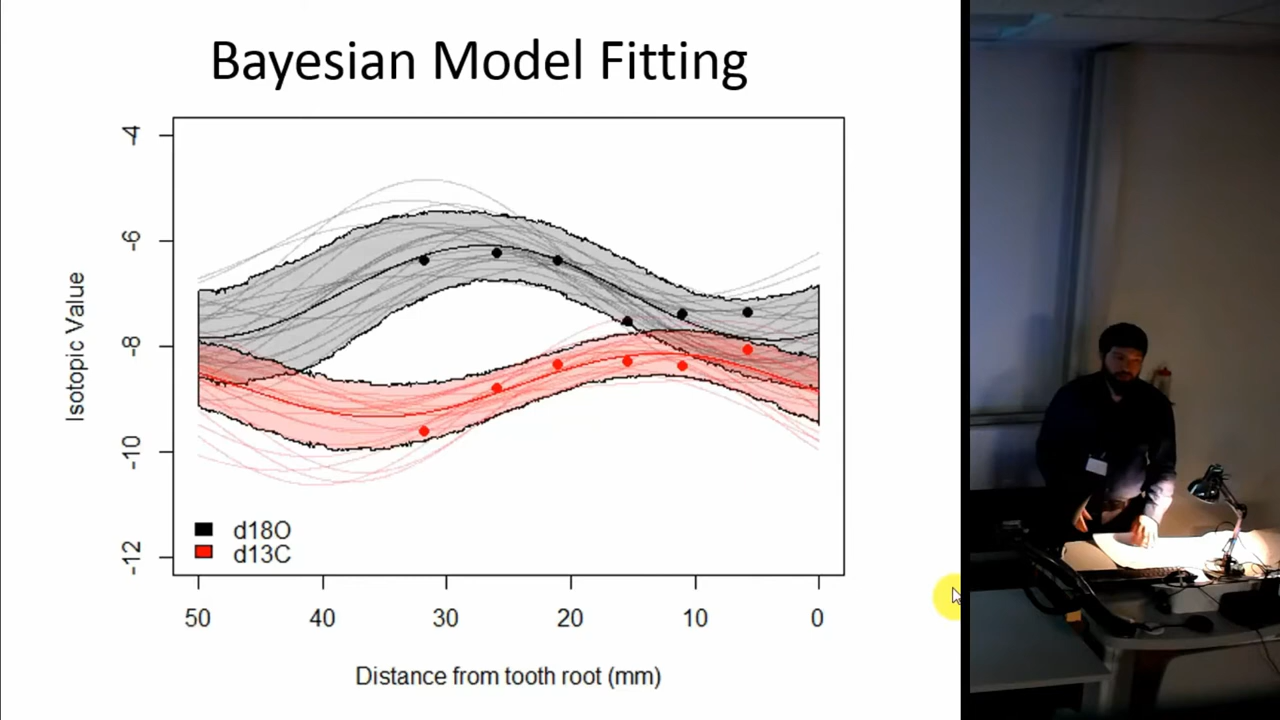 Bayesian Model Fitting
-4
-6
-8
-10
-12
Isotopic Value
d18O
d13C
50 40 30 20 10 0
Distance from tooth root (mm)